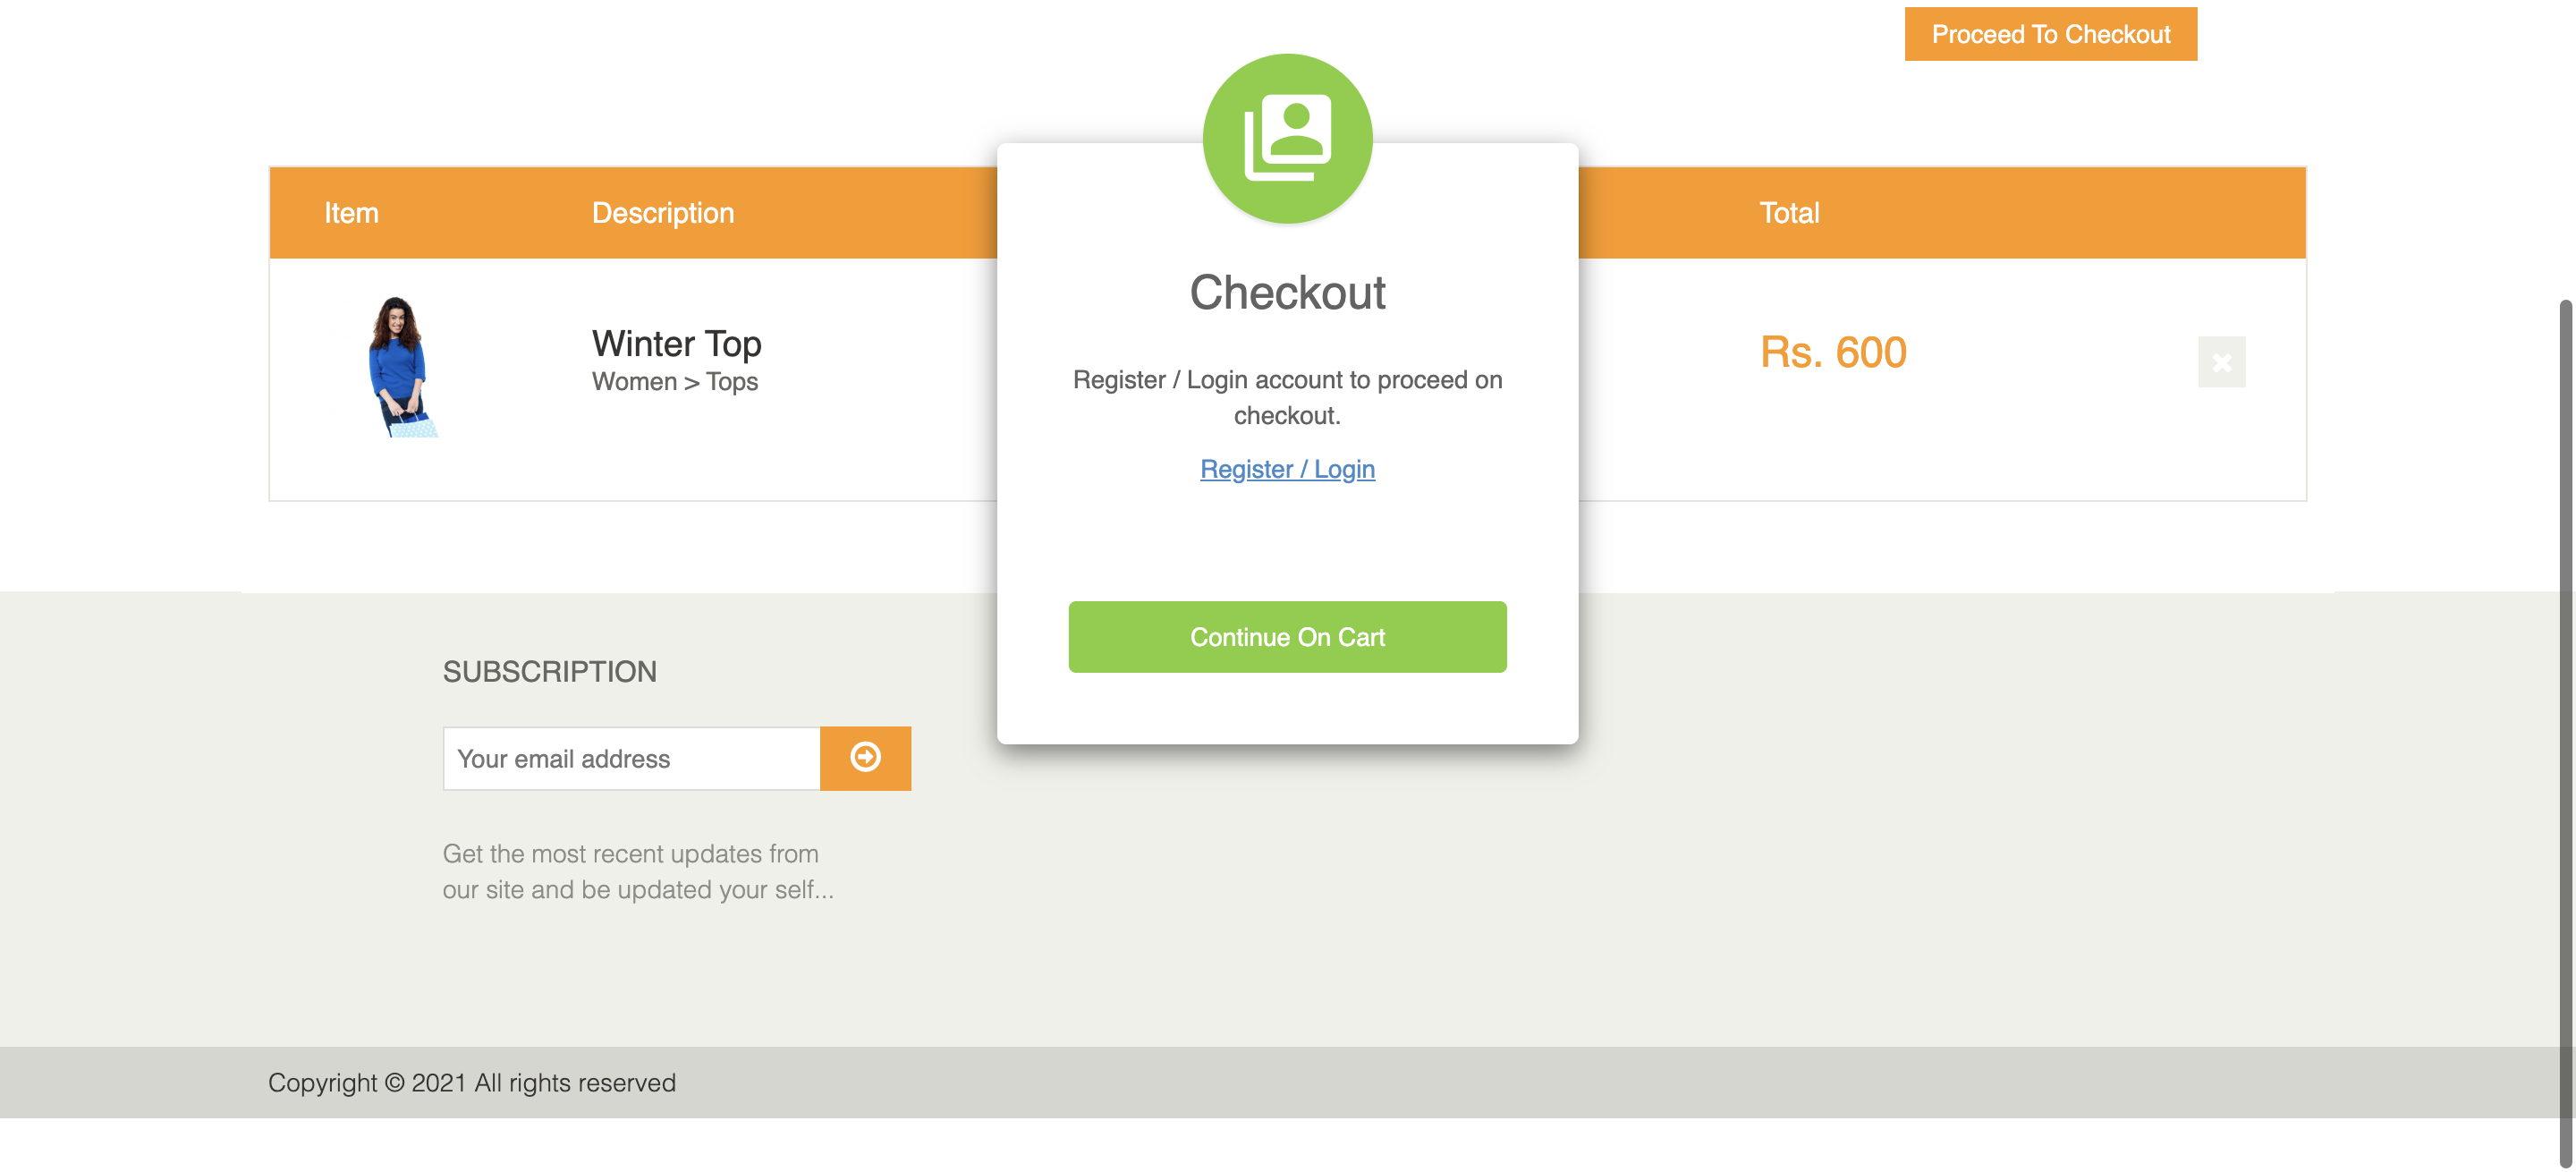 Proceed To Checkout
Item Description Total
Checkout
Winter Top
Women > Tops
Rs. 600
Register / Login account to proceed on
checkout.
Register / Login
Continue On Cart
SUBSCRIPTION
Your email address
Get the most recent updates from
our site and be updated your self...
Copyright © 2021 All rights reserved